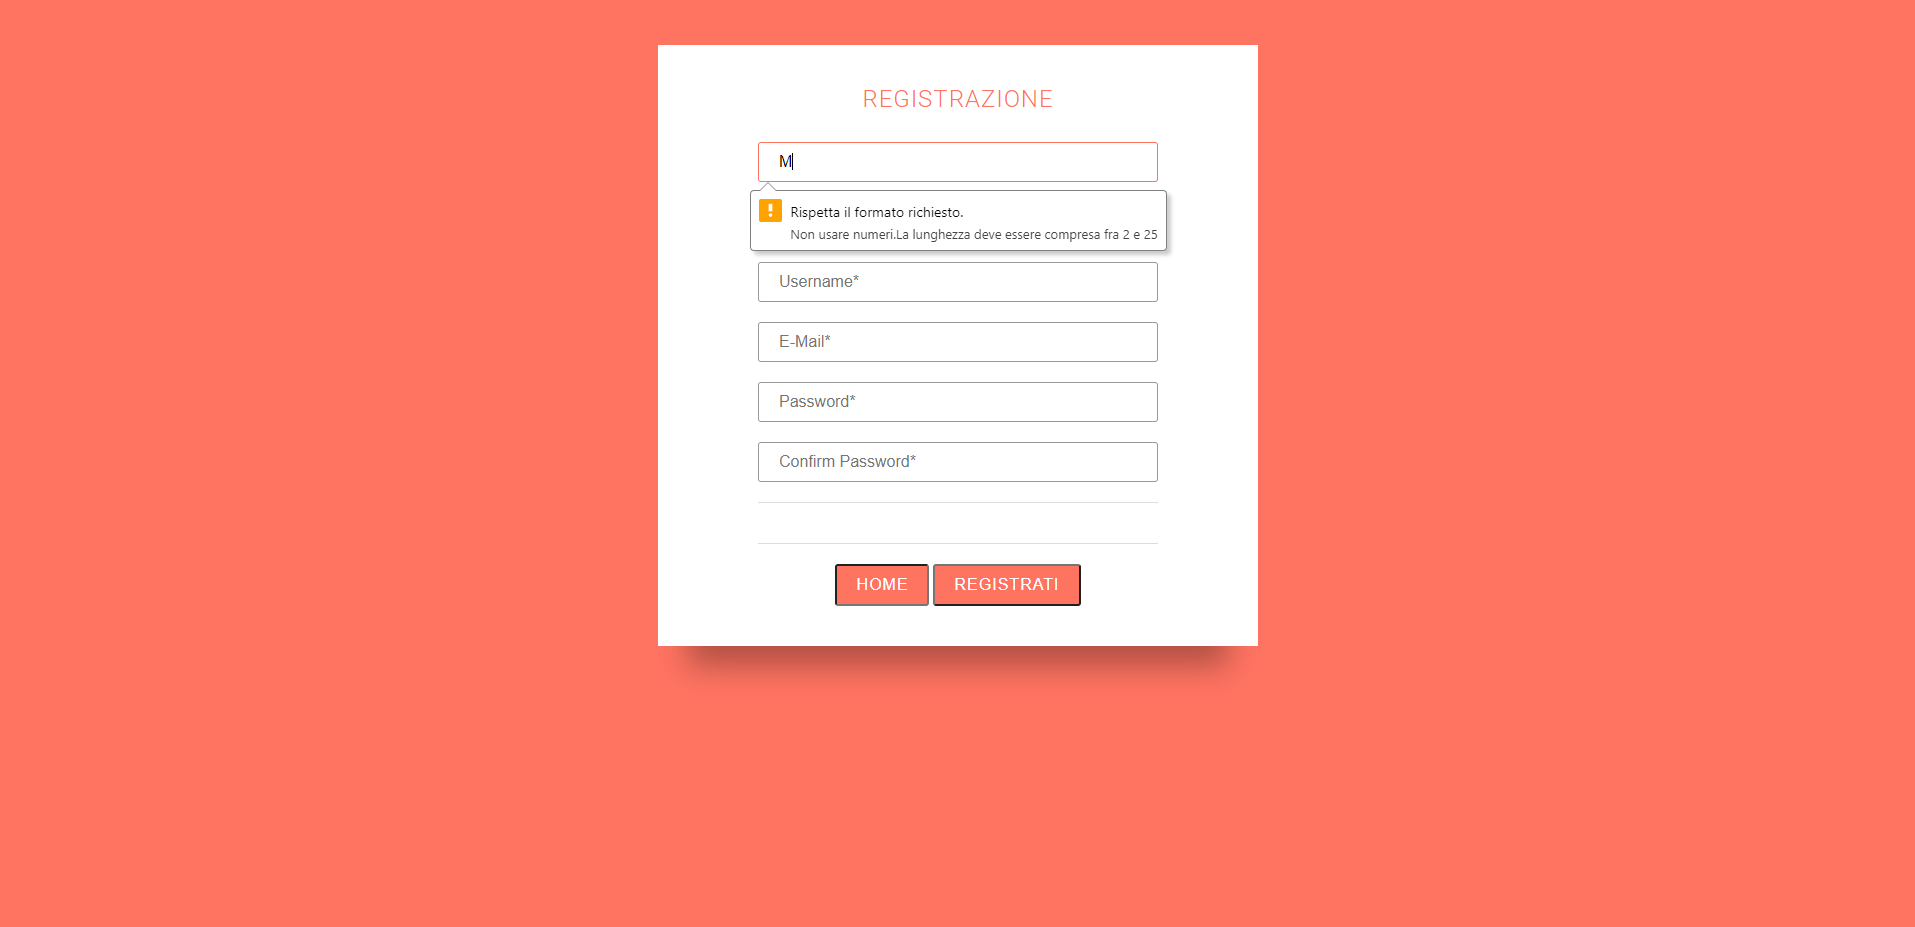 REGISTRAZIONE
M
Rispetta il formato richiesto.
Non usare numeri.La lunghezza deve essere compresa fra 2 e 25
Username*
E-Mail*
Password*
Confirm Password*
HOME REGISTRATI